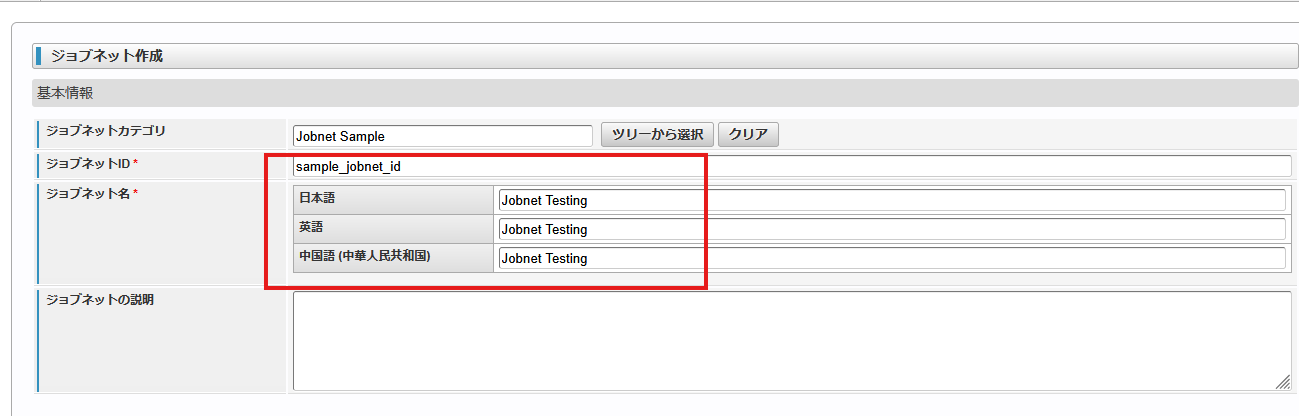 ジョブネット作成
基本情報
ジョブネットカテゴリ Jobnet Sample ツリーから選択 クリア
ジョブネットID * sample_jobnet_id
ジョブネット名 * 日本語 Jobnet Testing
英語 Jobnet Testing
中国語 (中華人民共和国) Jobnet Testing
ジョブネットの説明